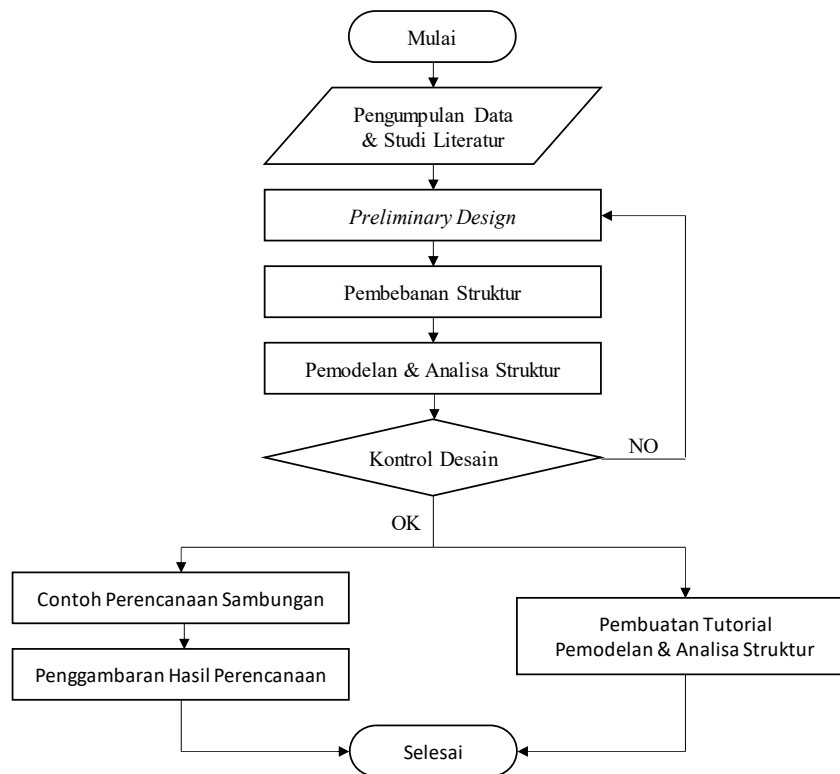 Mulai
Pengumpulan Data
& Studi Literatur
Preliminary Design
Pembebanan Struktur
Pemodelan & Analisa Struktur
Kontrol Desain
NO
OK
Contoh Perencanaan Sambungan
Penggambaran Hasil Perencanaan
Pembuatan Tutorial
Pemodelan & Analisa Struktur
Selesai